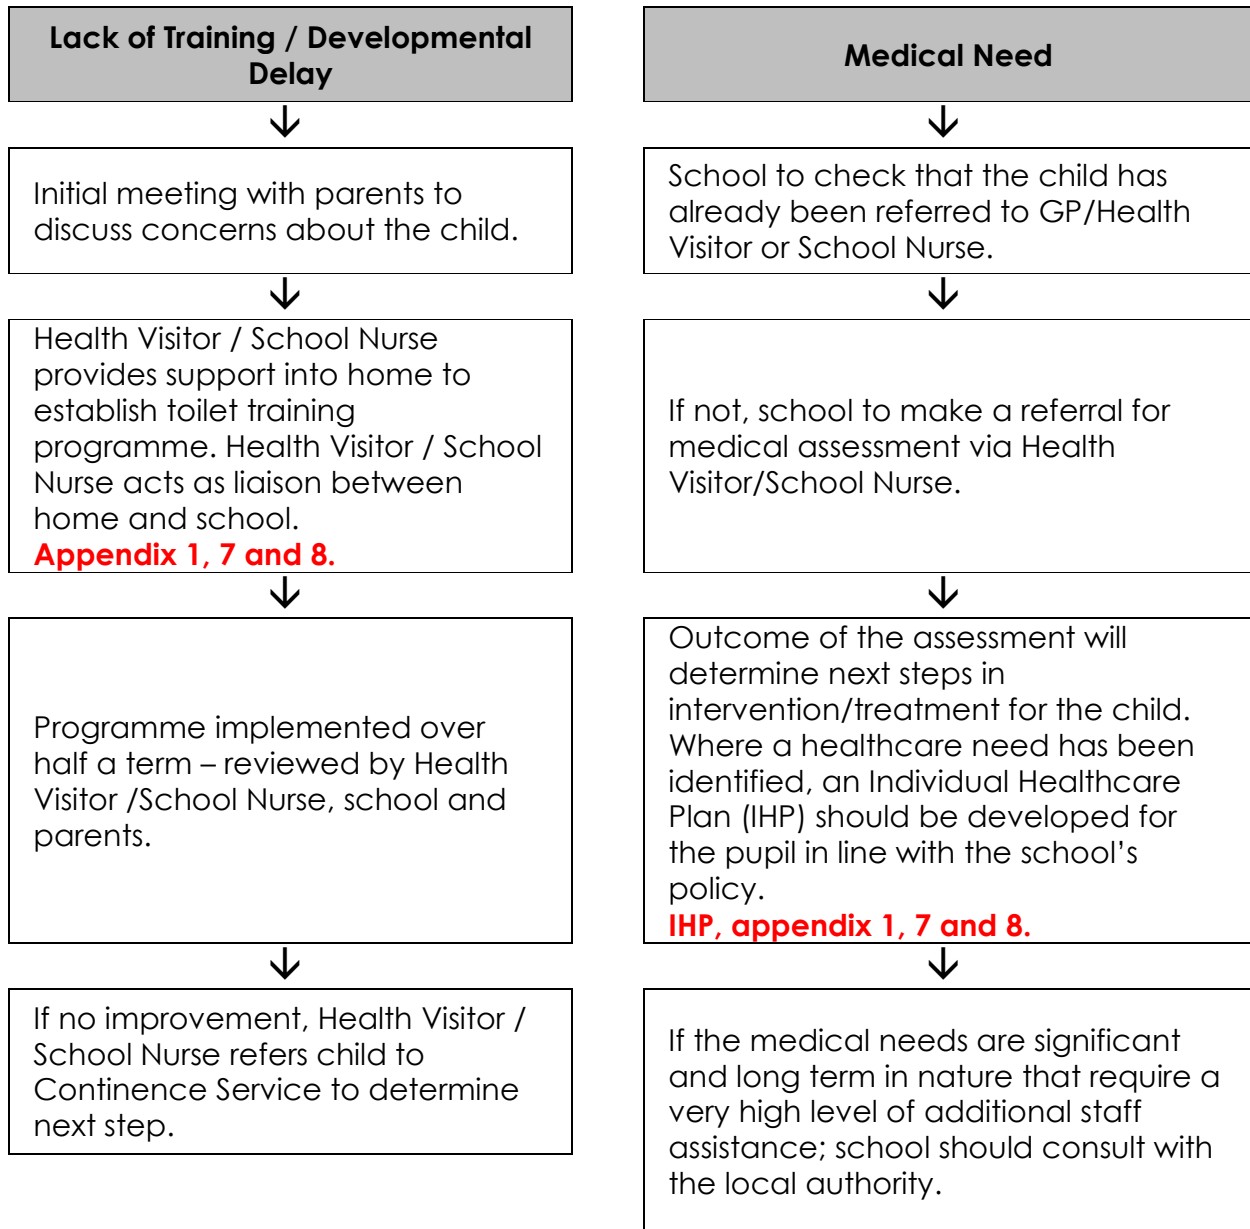 Lack of Training / Developmental
Delay
Initial meeting with parents to
discuss concerns about the child.
Health Visitor / School Nurse
provides support into home to
establish toilet training
programme. Health Visitor / School
Nurse acts as liaison between
home and school.
Appendix 1, 7 and 8.
Programme implemented over
half a term – reviewed by Health
Visitor /School Nurse, school and
parents.
If no improvement, Health Visitor /
School Nurse refers child to
Continence Service to determine
next step.
Medical Need
School to check that the child has
already been referred to GP/Health
Visitor or School Nurse.
If not, school to make a referral for
medical assessment via Health
Visitor/School Nurse.
Outcome of the assessment will
determine next steps in
intervention/treatment for the child.
Where a healthcare need has been
identified, an Individual Healthcare
Plan (IHP) should be developed for
the pupil in line with the school’s
policy.
IHP, appendix 1, 7 and 8.
If the medical needs are significant
and long term in nature that require a
very high level of additional staff
assistance; school should consult with
the local authority.